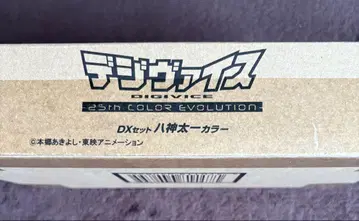 デジヴァイス
DIGIVICE
-25th COLOR EVOLUTION-
DXセット 八神太一カラー
©本郷あきよし・東映アニメーション